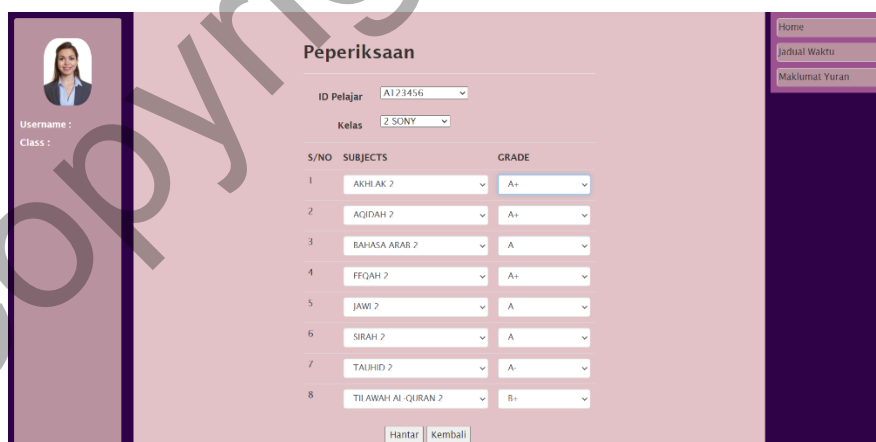 Home
Jadual Waktu
Maklumat Yuran
Username :
Class :
Peperiksaan
ID Pelajar AT23456
Kelas 2 SONY
S/NO SUBJECTS GRADE
1 AKHLAK 2 A+
2 AQIDAH 2 A+
3 BAHASA ARAB 2 A
4 FEQAH 2 A+
5 JAWI 2 A
6 SIRAH 2 A
7 TAUHID 2 A-
8 TILAWAH AL-QURAN 2 B+
Hantar Kembali